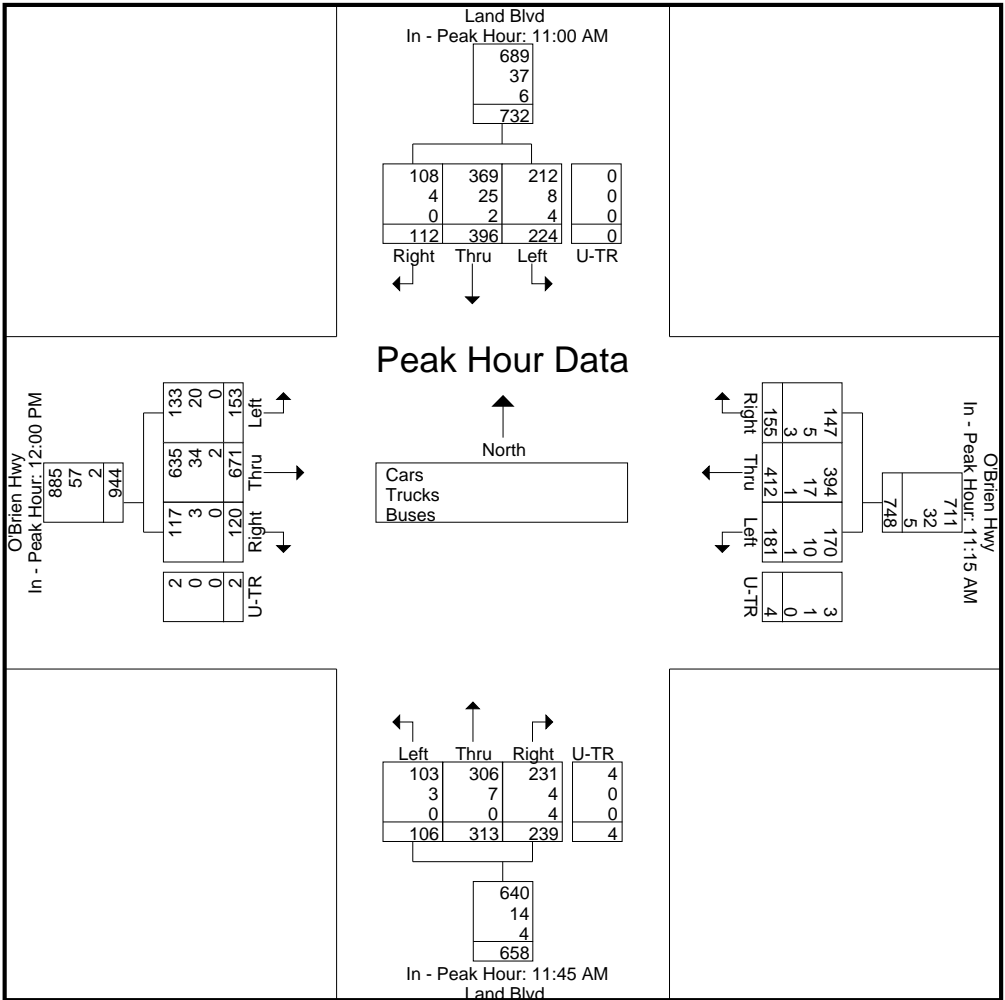 Land Blvd
In - Peak Hour: 11:00 AM
689
37
6
732
108 369 212 0
4 25 8 0
0 2 4 0
112 396 224 0
Right Thru Left U-TR
Peak Hour Data
North
Cars
Trucks
Buses
O'Brien Hwy
In - Peak Hour: 12:00 PM
885
57
2
944
133 20 0 153 Left
635 34 2 671 Thru
117 3 0 120 Right
2 0 0 2 U-TR
O'Brien Hwy
In - Peak Hour: 11:15 AM
711
32
5
748
Right 155 3 5 147
Thru 412 1 17 394
Left 181 1 10 170
U-TR 4 0 1 3
Left Thru Right U-TR
103 306 231 4
3 7 4 0
0 0 4 0
106 313 239 4
640
14
4
658
In - Peak Hour: 11:45 AM
Land Blvd